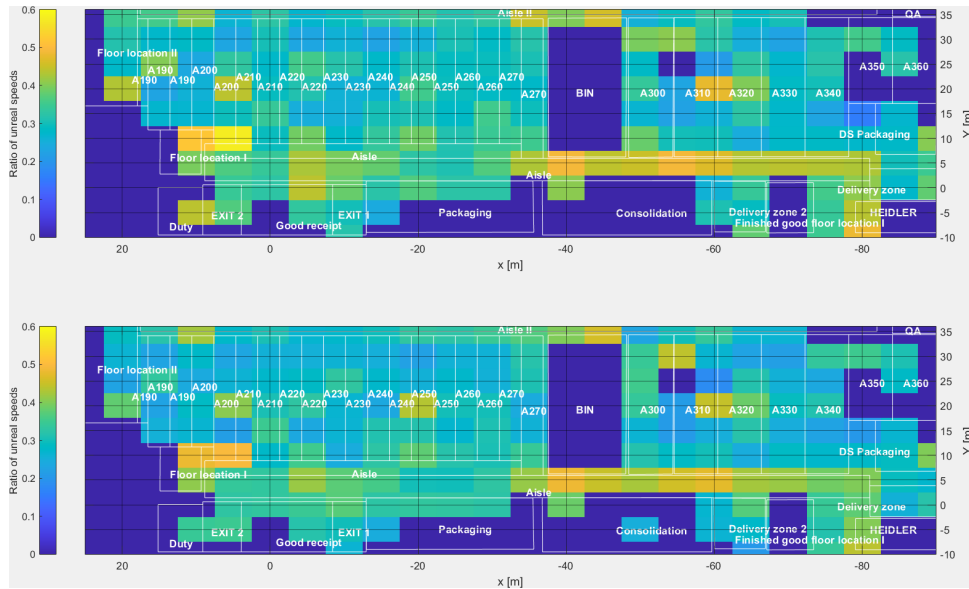 Aisle II
QA
Floor location II
A190
A200
A350
A360
A190
A190
A210
A220
A230
A240
A250
A260
A270
A200
A210
A220
A230
A240
A250
A260
A270
BIN
A300
A310
A320
A330
A340
DS Packaging
Floor location I
Aisle
Aisle
Delivery zone
EXIT 2
EXIT 1
Packaging
Consolidation
Delivery zone 2
HEIDLER
Duty
Good receipt
Finished good floor location I
0.6
0.5
0.4
0.3
0.2
0.1
0
Ratio of unreal speeds
35
30
25
20
15
10
5
0
-5
-10
Y [m]
20
0
-20
-40
-60
-80
x [m]
Aisle II
QA
Floor location II
A190
A200
A350
A360
A190
A190
A210
A220
A230
A240
A250
A260
A270
A200
A210
A220
A230
A240
A250
A260
A270
BIN
A300
A310
A320
A330
A340
DS Packaging
Floor location I
Aisle
Aisle
Delivery zone
EXIT 2
EXIT 1
Packaging
Consolidation
Delivery zone 2
HEIDLER
Duty
Good receipt
Finished good floor location I
0.6
0.5
0.4
0.3
0.2
0.1
0
Ratio of unreal speeds
35
30
25
20
15
10
5
0
-5
-10
Y [m]
20
0
-20
-40
-60
-80
x [m]